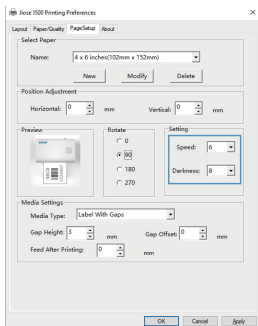 Jiose J500 Printing Preferences
Layout Paper/Quality PageSetup About
Select Paper
Name: 4 x 6 inches(102mm x 152mm)
New Modify Delete
Position Adjustment
Horizontal: 0 mm Vertical: 0 mm
Preview Rotate Setting
0
90
180
270
Speed: 6
Darkness: 8
Media Settings
Media Type: Label With Gaps
Gap Height: 3 mm Gap Offset: 0 mm
Feed After Printing: 0 mm
OK Cancel Apply